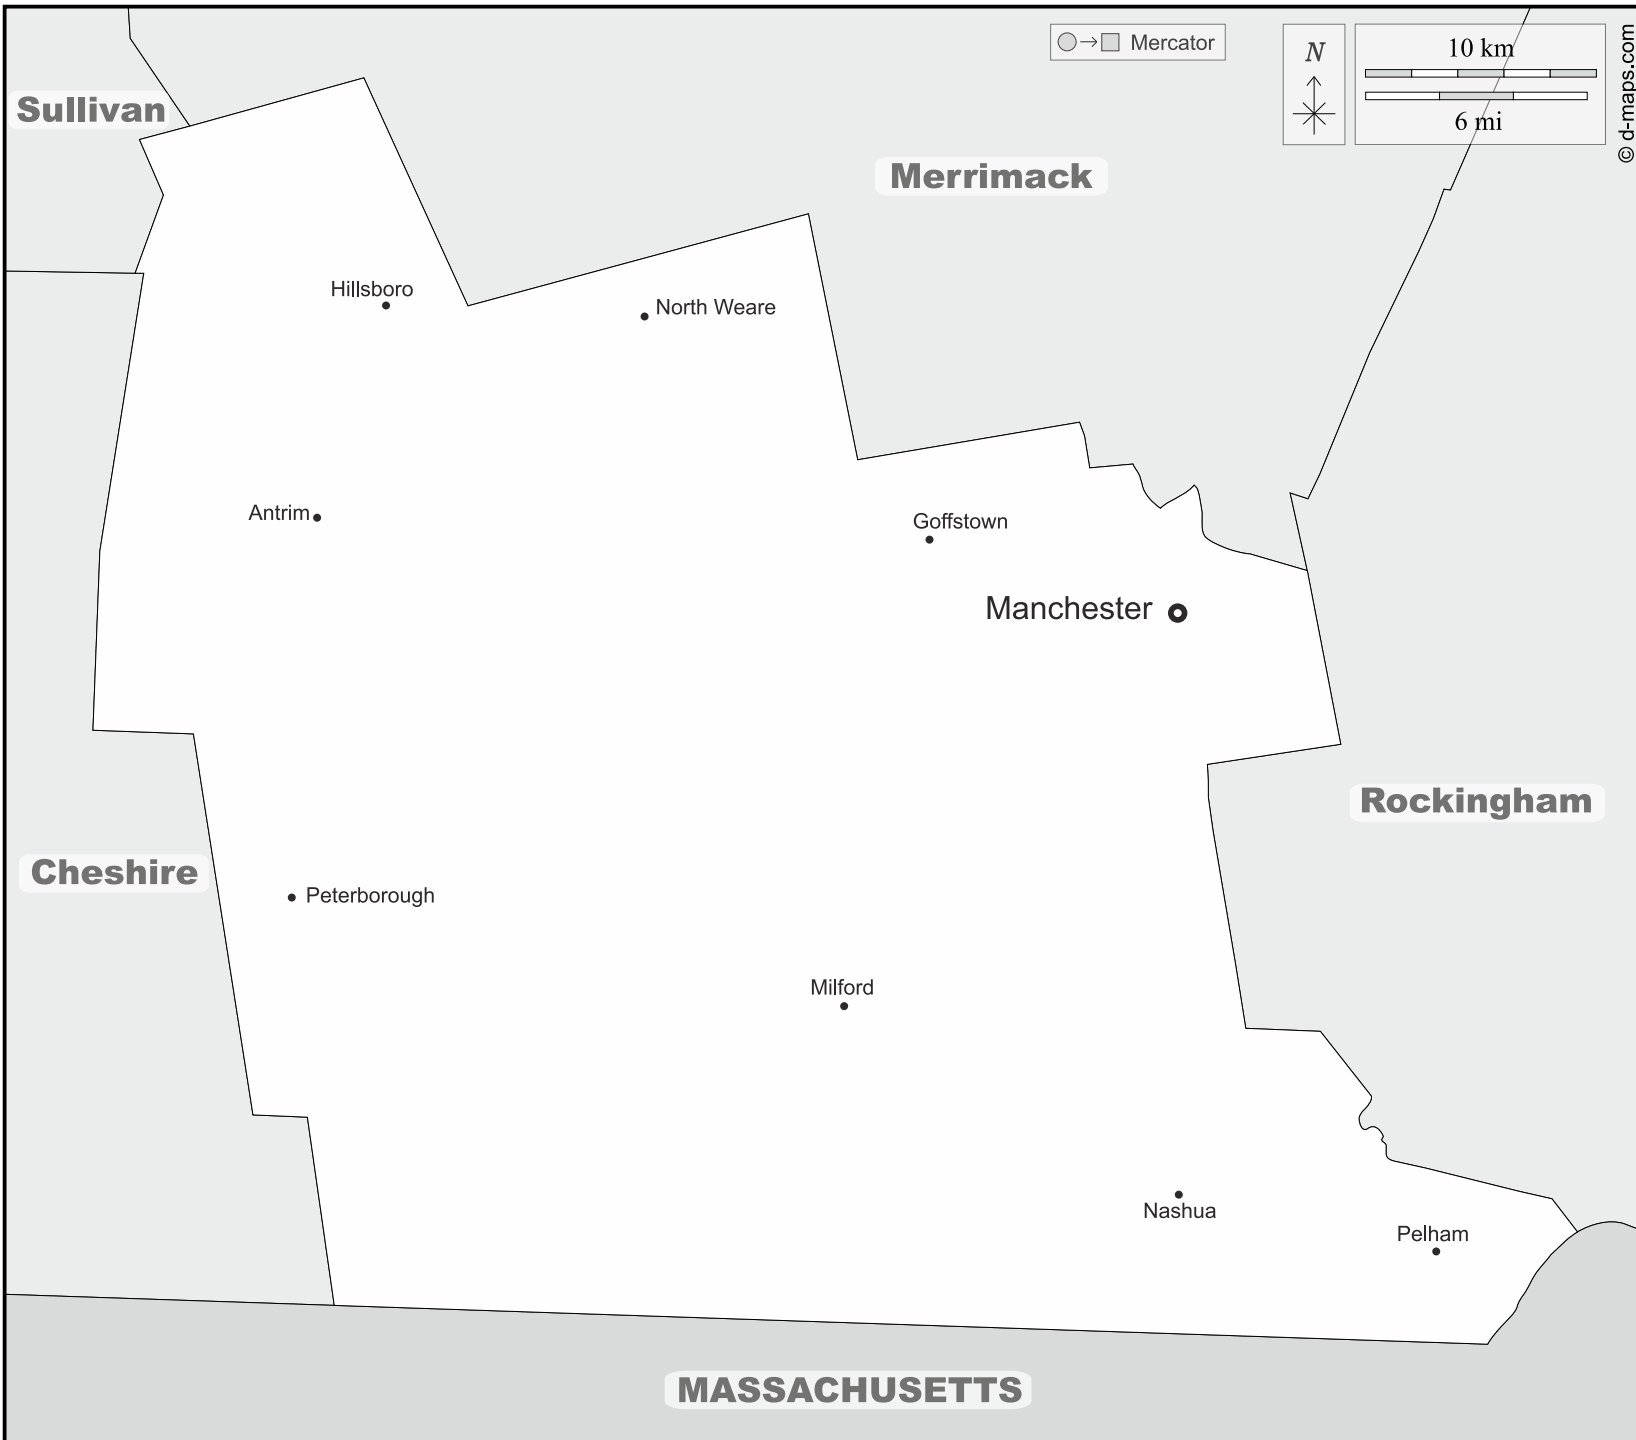 Mercator
N
10 km
6 mi
© d-maps.com
Sullivan
Merrimack
Hillsboro
North Weare
Antrim
Goffstown
Manchester
Rockingham
Cheshire
Peterborough
Milford
Nashua
Pelham
MASSACHUSETTS